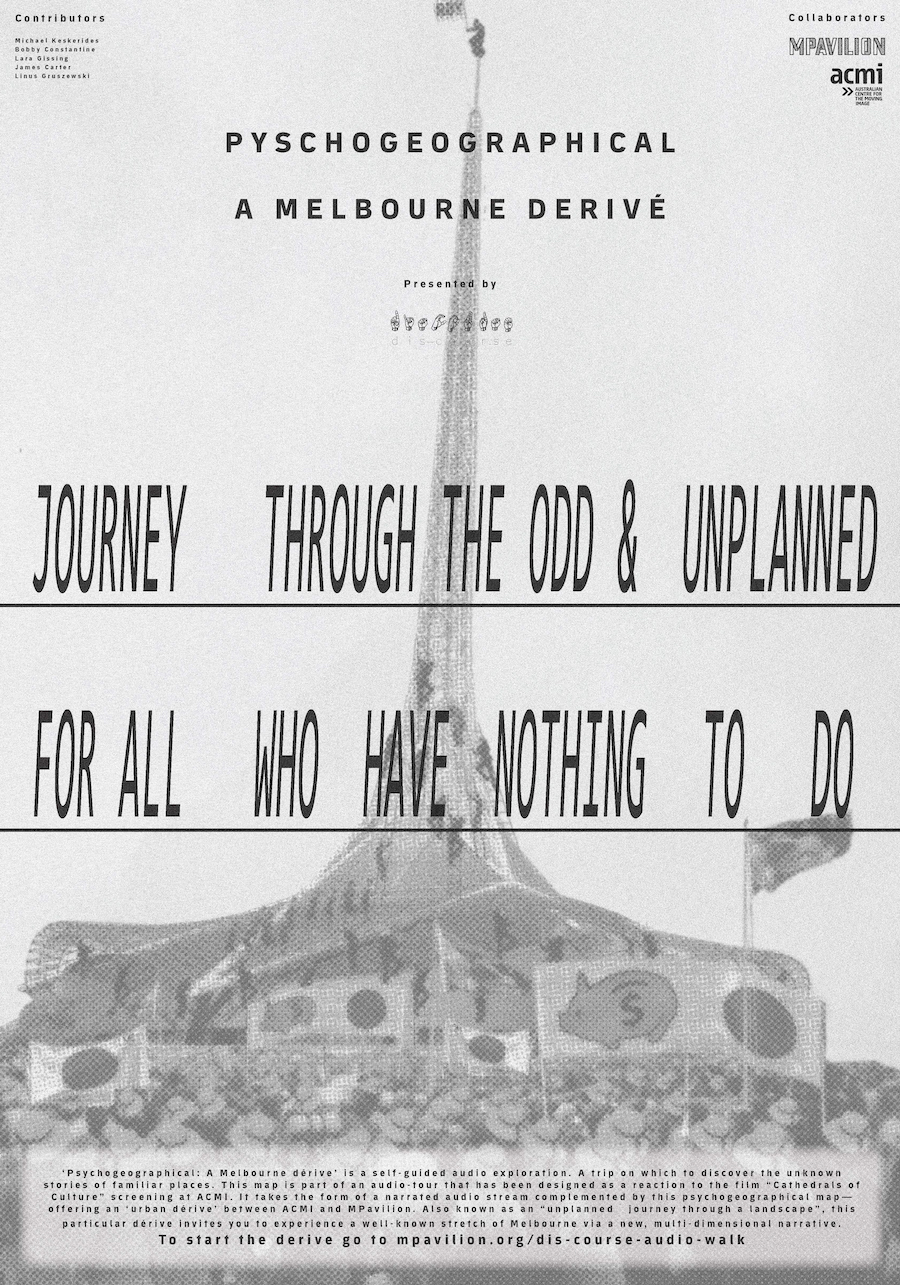 Contributors
Michael Keskerides
Bobby Constantine
Lara Gissing
James Carter
Linus Gruszewski
Collaborators
MPAVILION
acmi
AUSTRALIAN
CENTRE FOR
THE MOVING
IMAGE
PYSCHOGEOGRAPHICAL
A MELBOURNE DERIVÉ
Presented by
dis-course
JOURNEY THROUGH THE ODD & UNPLANNED
FOR ALL WHO HAVE NOTHING TO DO
$
‘Psychogeographical: A Melbourne dérive’ is a self-guided audio exploration. A trip on which to discover the unknown
stories of familiar places. This map is part of an audio-tour that has been designed as a reaction to the film “Cathedrals of
Culture” screening at ACMI. It takes the form of a narrated audio stream complemented by this psychogeographical map—
offering an ‘urban dérive’ between ACMI and MPavilion. Also known as an “unplanned journey through a landscape”, this
particular dérive invites you to experience a well-known stretch of Melbourne via a new, multi-dimensional narrative.
To start the derive go to mpavilion.org/dis-course-audio-walk